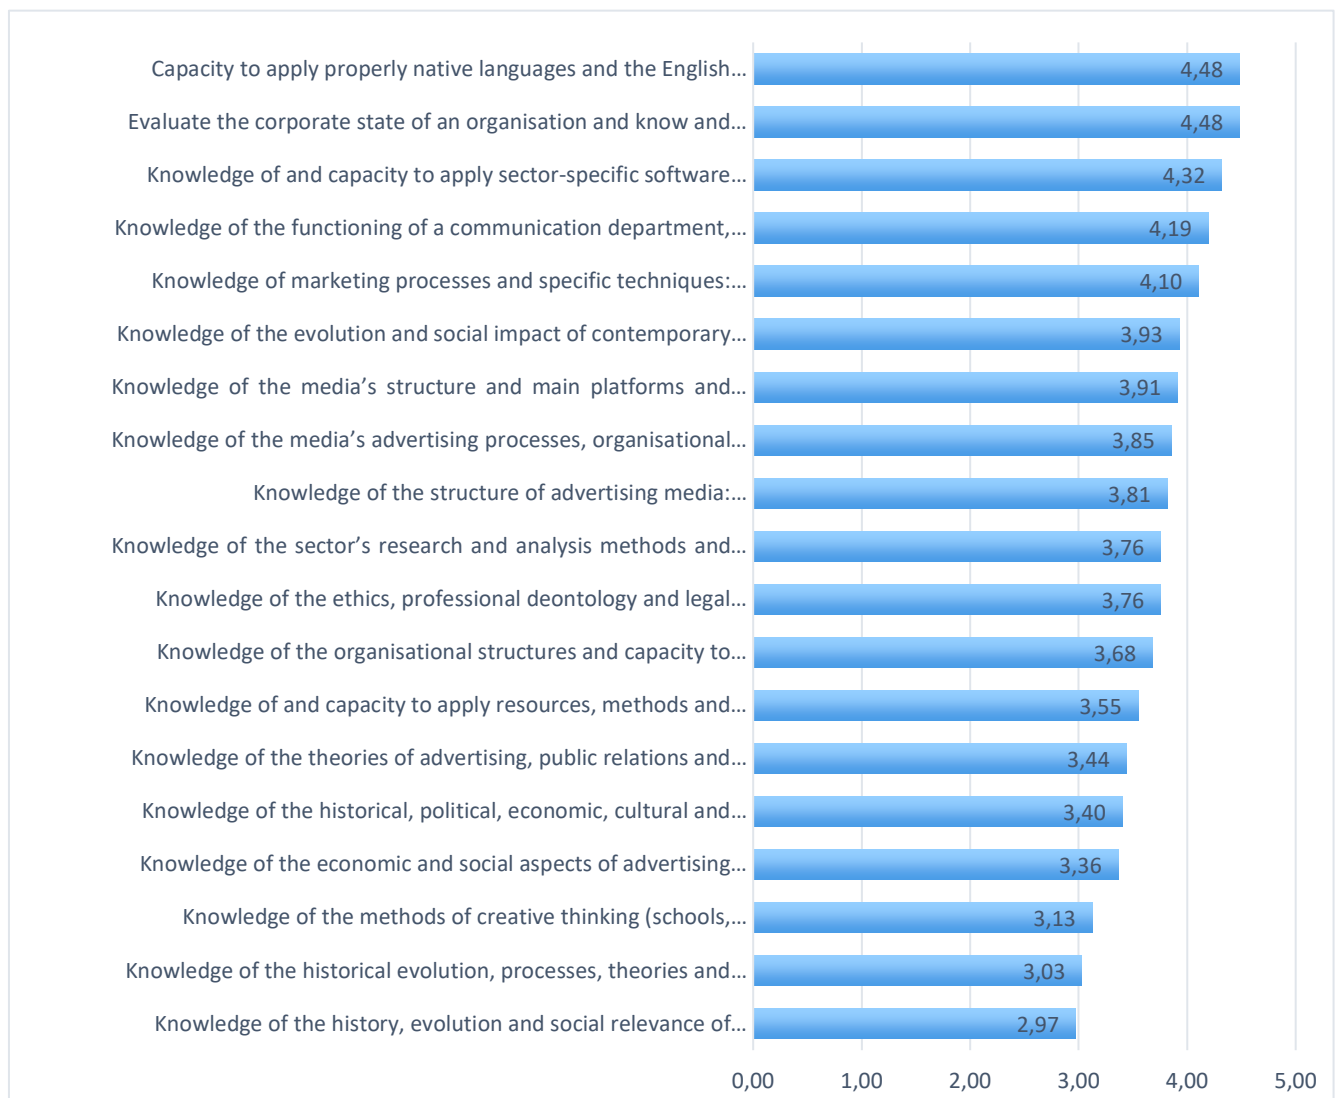 Capacity to apply properly native languages and the English... 4,48
Evaluate the corporate state of an organisation and know and... 4,48
Knowledge of and capacity to apply sector-specific software... 4,32
Knowledge of the functioning of a communication department,... 4,19
Knowledge of marketing processes and specific techniques:... 4,10
Knowledge of the evolution and social impact of contemporary... 3,93
Knowledge of the media’s structure and main platforms and... 3,91
Knowledge of the media’s advertising processes, organisational... 3,85
Knowledge of the structure of advertising media:... 3,81
Knowledge of the sector’s research and analysis methods and... 3,76
Knowledge of the ethics, professional deontology and legal... 3,76
Knowledge of the organisational structures and capacity to... 3,68
Knowledge of and capacity to apply resources, methods and... 3,55
Knowledge of the theories of advertising, public relations and... 3,44
Knowledge of the historical, political, economic, cultural and... 3,40
Knowledge of the economic and social aspects of advertising... 3,36
Knowledge of the methods of creative thinking (schools,... 3,13
Knowledge of the historical evolution, processes, theories and... 3,03
Knowledge of the history, evolution and social relevance of... 2,97
0,00 1,00 2,00 3,00 4,00 5,00